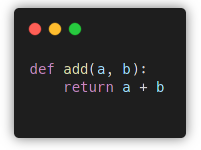 def add(a, b):
    return a + b